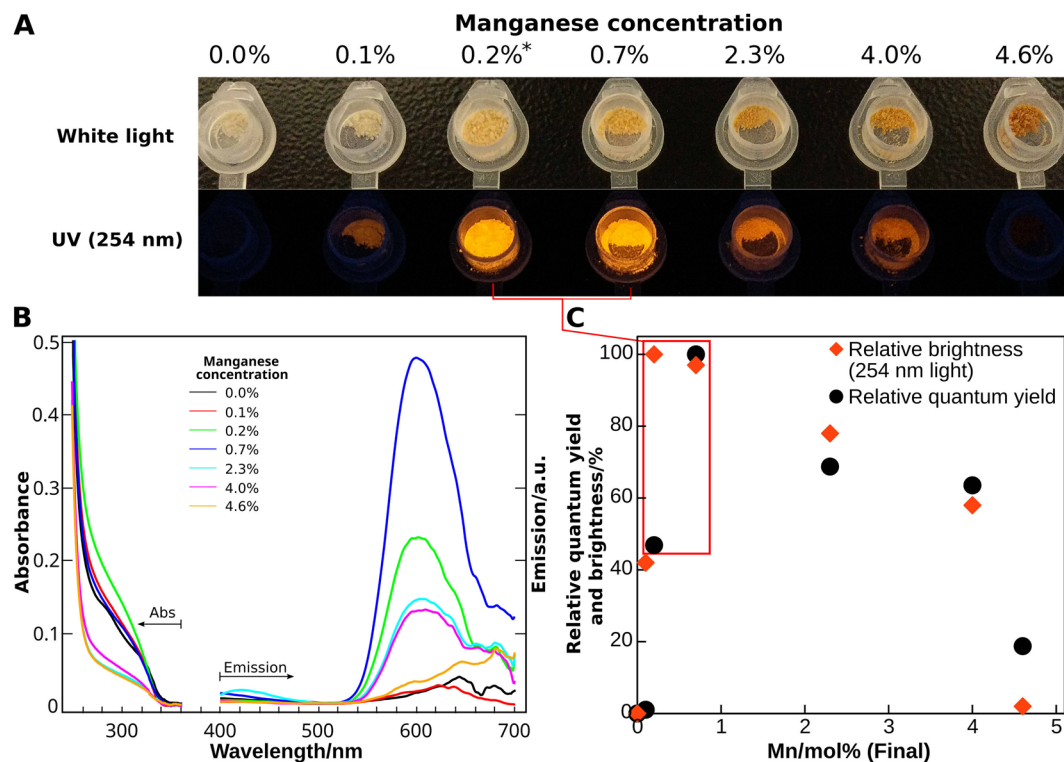 A
Manganese concentration
0.0% 0.1% 0.2%* 0.7% 2.3% 4.0% 4.6%
White light
UV (254 nm)
B
Absorbance
0.5
0.4
0.3
0.2
0.1
0
Manganese
concentration
0.0%
0.1%
0.2%
0.7%
2.3%
4.0%
4.6%
Abs
Emission
300 400 500 600 700
Wavelength/nm
Emission/a.u.
C
Relative quantum yield
and brightness/%
100
80
60
40
20
0
Relative brightness
(254 nm light)
Relative quantum yield
0 1 2 3 4 5
Mn/mol% (Final)